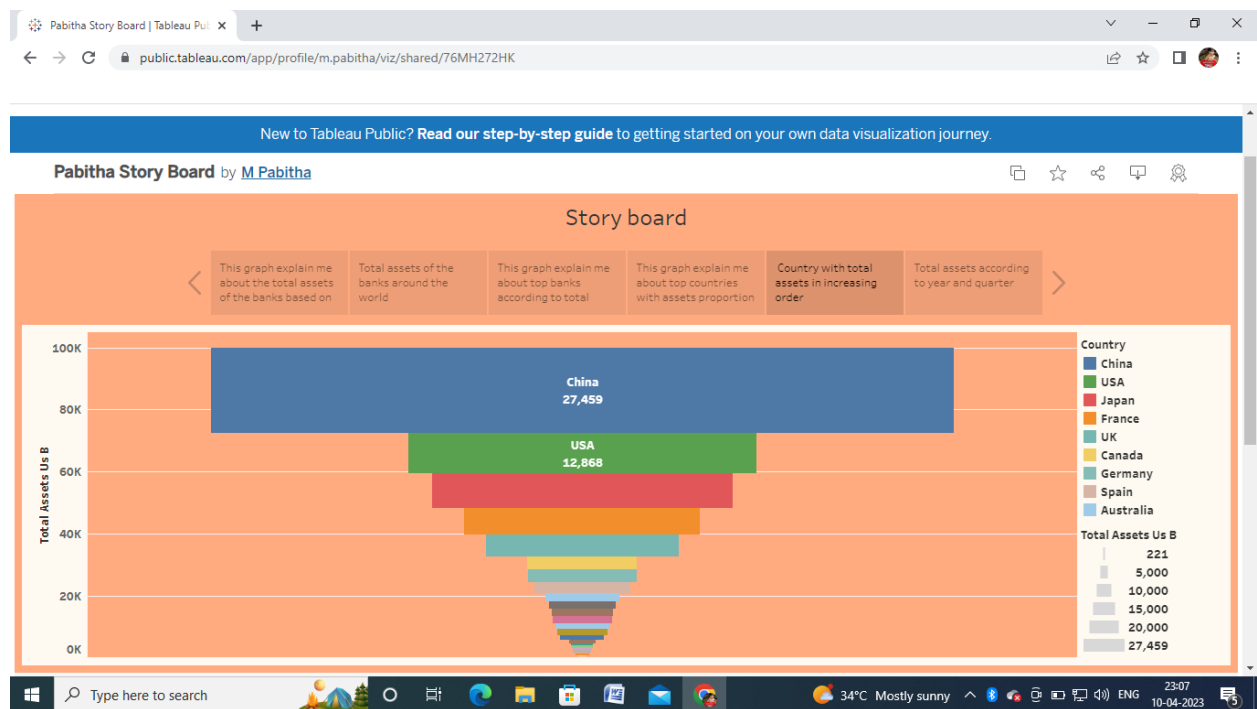 Pabitha Story Board | Tableau Pu
public.tableau.com/app/profile/m.pabitha/viz/shared/76MH272HK
New to Tableau Public? Read our step-by-step guide to getting started on your own data visualization journey.
Pabitha Story Board by M Pabitha
Story board
This graph explain me
about the total assets
of the banks based on
Total assets of the
banks around the
world
This graph explain me
about top banks
according to total
This graph explain me
about top countries
with assets proportion
Country with total
assets in increasing
order
Total assets according
to year and quarter
Total Assets Us B
100K
80K
60K
40K
20K
0K
China
27,459
USA
12,868
Country
China
USA
Japan
France
UK
Canada
Germany
Spain
Australia
Total Assets Us B
221
5,000
10,000
15,000
20,000
27,459
Type here to search
34°C Mostly sunny
ENG
23:07
10-04-2023
5